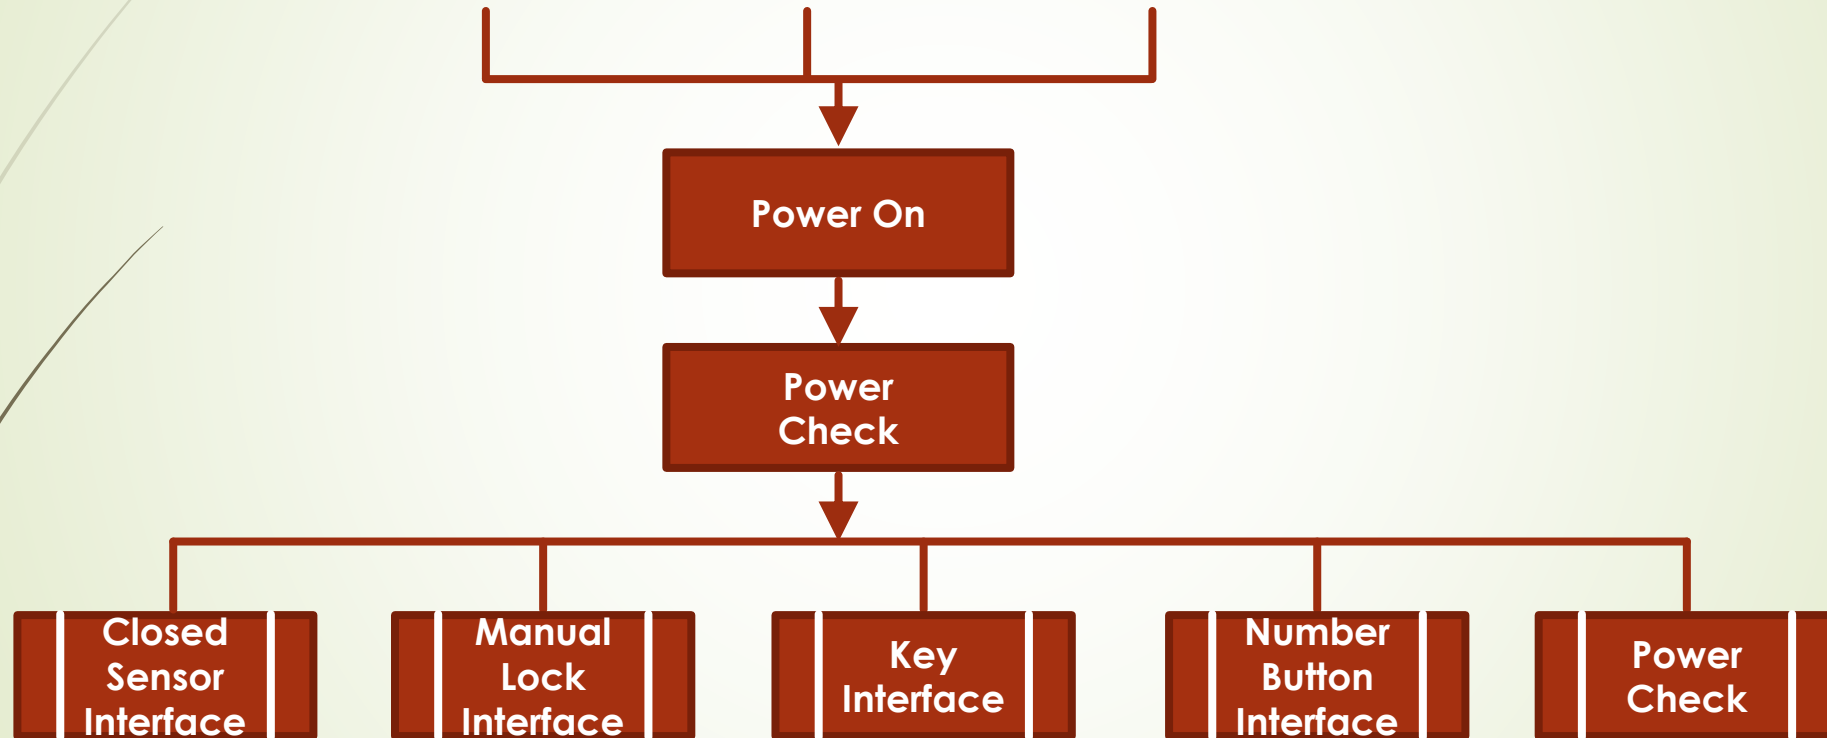 Power On
Power
Check
Closed
Sensor
Interface
Manual
Lock
Interface
Key
Interface
Number
Button
Interface
Power
Check